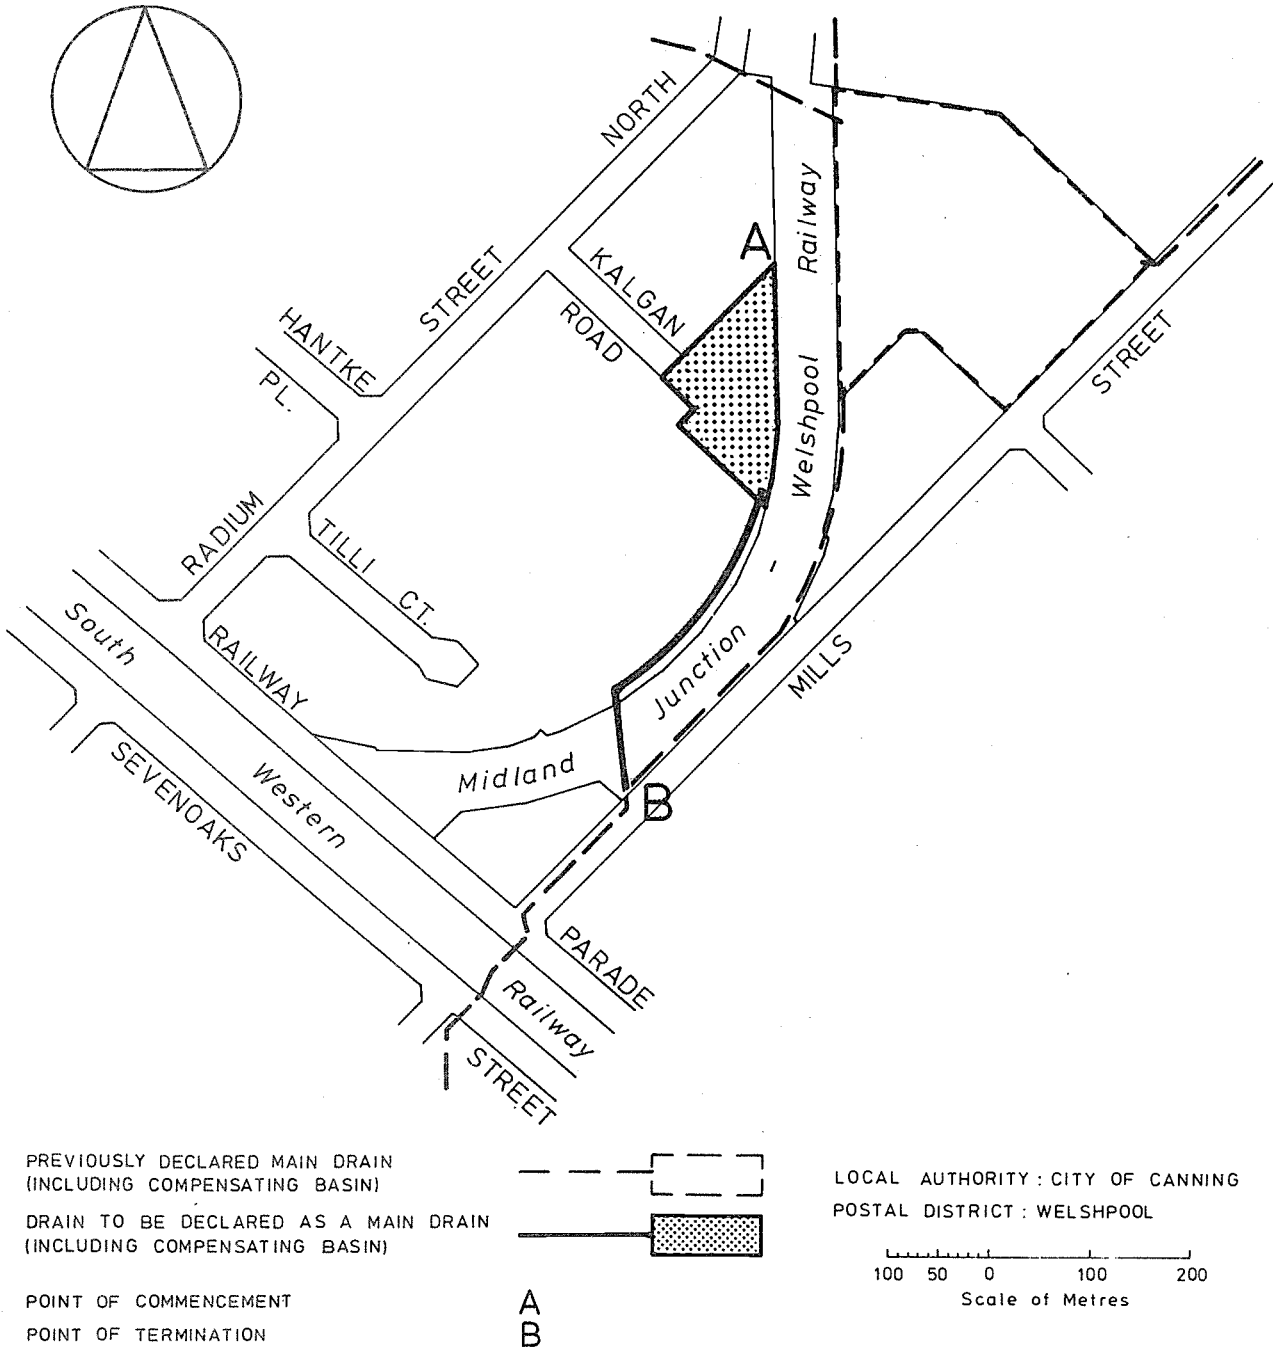 NORTH
STREET
A
KALGAN
ROAD
Railway
Welshpool
HANTKE
PL.
STREET
RADIUM
TILLI CT.
South
Western
Railway
RAILWAY
PARADE
Junction
Midland
MILLS
B
SEVENOAKS
STREET
PREVIOUSLY DECLARED MAIN DRAIN
(INCLUDING COMPENSATING BASIN)
DRAIN TO BE DECLARED AS A MAIN DRAIN
(INCLUDING COMPENSATING BASIN)
POINT OF COMMENCEMENT A
POINT OF TERMINATION B
LOCAL AUTHORITY : CITY OF CANNING
POSTAL DISTRICT : WELSHPOOL
100 50 0 100 200
Scale of Metres